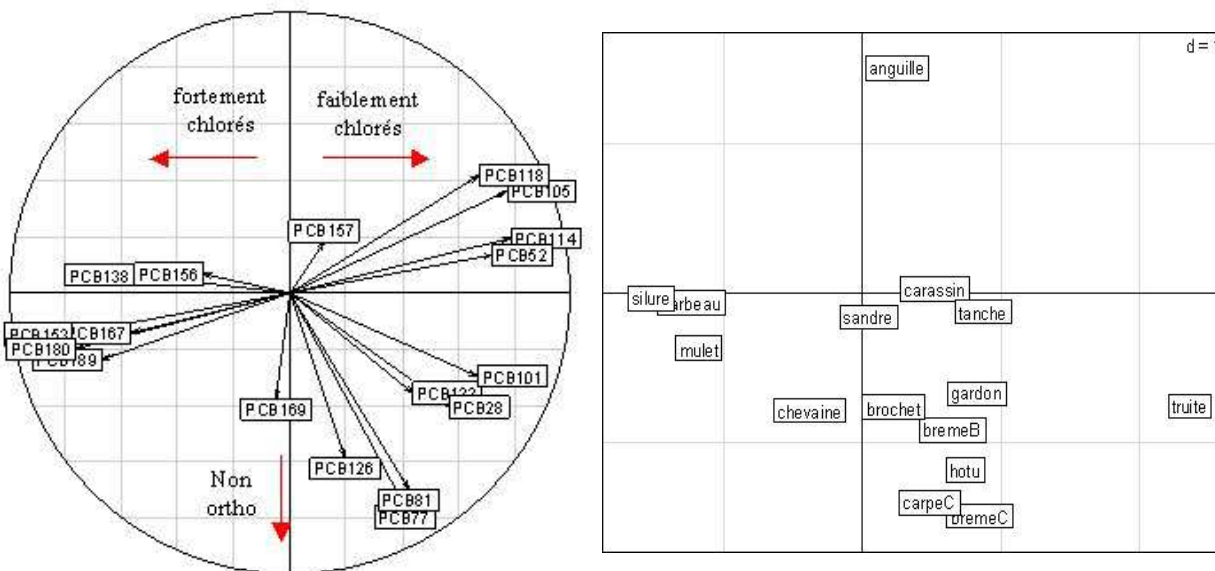 fortement
chlorés
faiblement
chlorés
PCB118
PCB105
PCB157
PCB114
PCB52
PCB138
PCB156
PCB153
PCB167
PCB180
PCB101
PCB28
PCB169
PCB126
PCB81
PCB77
Non
ortho
d =
anguille
silure
carassin
tanche
sandre
mulet
gardon
truite
chevaine
brochet
bremeB
hotu
carpeC
bremeC